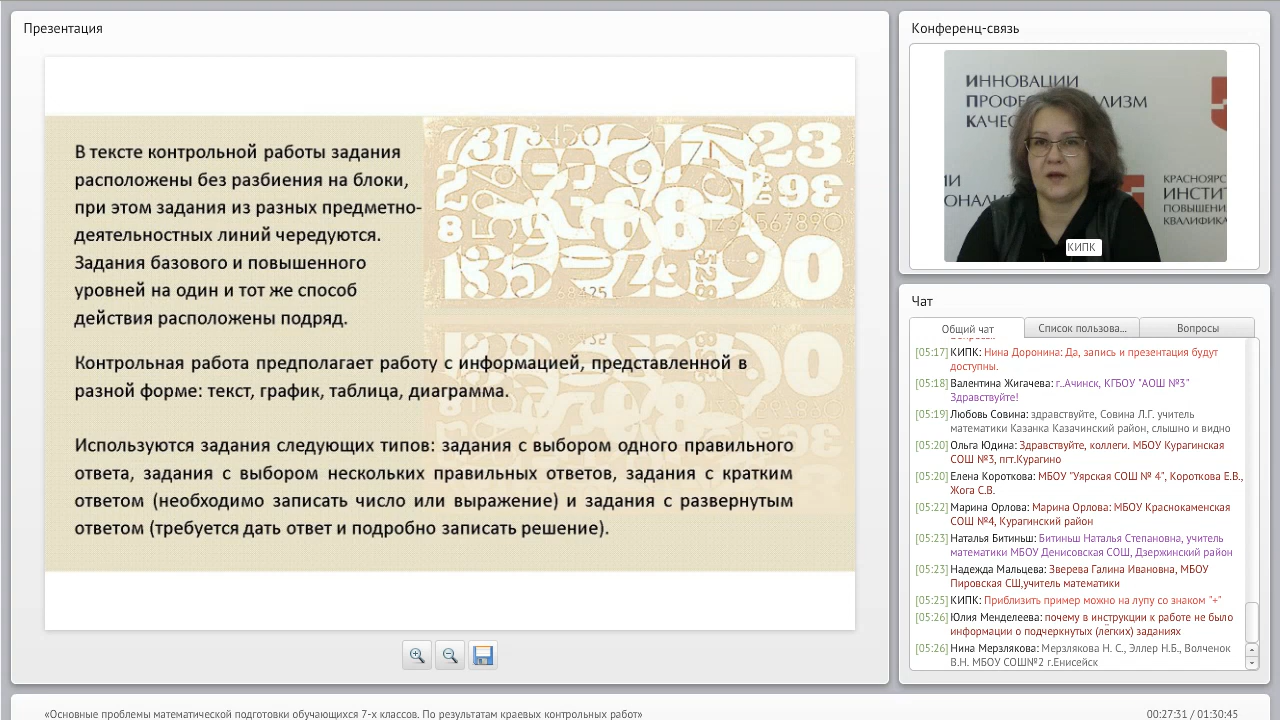 Презентация
В тексте контрольной работы задания
расположены без разбиения на блоки,
при этом задания из разных предметно-
деятельностных линий чередуются.
Задания базового и повышенного
уровней на один и тот же способ
действия расположены подряд.
Контрольная работа предполагает работу с информацией, представленной в
разной форме: текст, график, таблица, диаграмма.
Используются задания следующих типов: задания с выбором одного правильного
ответа, задания с выбором нескольких правильных ответов, задания с кратким
ответом (необходимо записать число или выражение) и задания с развернутым
ответом (требуется дать ответ и подробно записать решение).
Конференц-связь
ИННОВАЦИИ
КАЧЕС
КРАСНОЯРС
ИНСТИТ
ПОВЫШЕНИ
КВАЛИФИКА
КИПК
Чат
Общий чат
Список пользова...
Вопросы
[05:17] КИПК: Нина Доронина: Да, запись и презентация будут
доступны.
[05:18] Валентина Жигачева: г..Ачинск, КГБОУ "АОШ №3"
Здравствуйте!
[05:19] Любовь Совина: здравствуйте, Совина Л.Г. учитель
математики Казанка Казачинский район, слышно и видно
[05:20] Ольга Юдина: Здравствуйте, коллеги. МБОУ Курагинская
СОШ №3, пгт.Курагино
[05:20] Елена Короткова: МБОУ "Уярская СОШ № 4", Короткова Е.В.,
Жога С.В.
[05:22] Марина Орлова: Марина Орлова: МБОУ Краснокаменская
СОШ №4, Курагинский район
[05:23] Наталья Битиньш: Битиньш Наталья Степановна, учитель
математики МБОУ Денисовская СОШ, Дзержинский район
[05:23] Надежда Мальцева: Зверева Галина Ивановна, МБОУ
Пировская СШ,учитель математики
[05:25] КИПК: Приблизить пример можно на лупу со знаком "+"
[05:26] Юлия Менделеева: почему в инструкции к работе не было
информации о подчеркнутых (лёгких) заданиях
[05:26] Нина Мерзлякова: Мерзлякова Н. С., Эллер Н.Б., Волченок
В.Н. МБОУ СОШ№2 г.Енисейск
«Основные проблемы математической подготовки обучающихся 7-х классов. По результатам краевых контрольных работ»
00:27:31 / 01:30:45